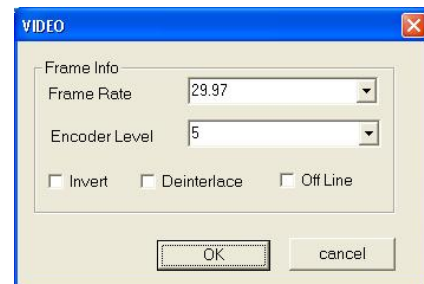 VIDEO
Frame Info
Frame Rate 29.97
Encoder Level 5
Invert Deinterlace Off Line
OK cancel